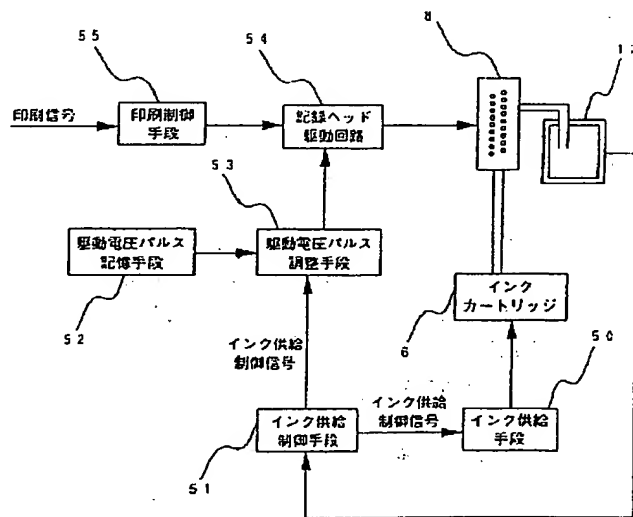 55
54
8
印刷信号
印刷制御
手段
記録ヘッド
駆動回路
53
駆動電圧パルス
記憶手段
駆動電圧パルス
調整手段
インク
カートリッジ
52
6
50
インク供給
制御信号
インク供給
制御信号
インク供給
制御手段
インク供給
手段
51